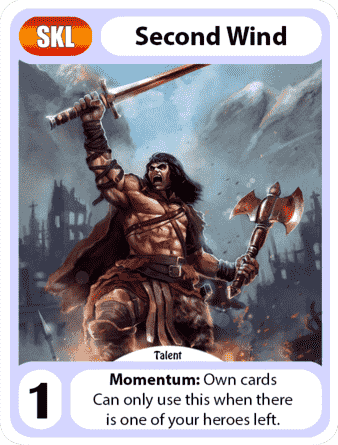 SKL
Second Wind
Talent
1
Momentum: Own cards
Can only use this when there
is one of your heroes left.